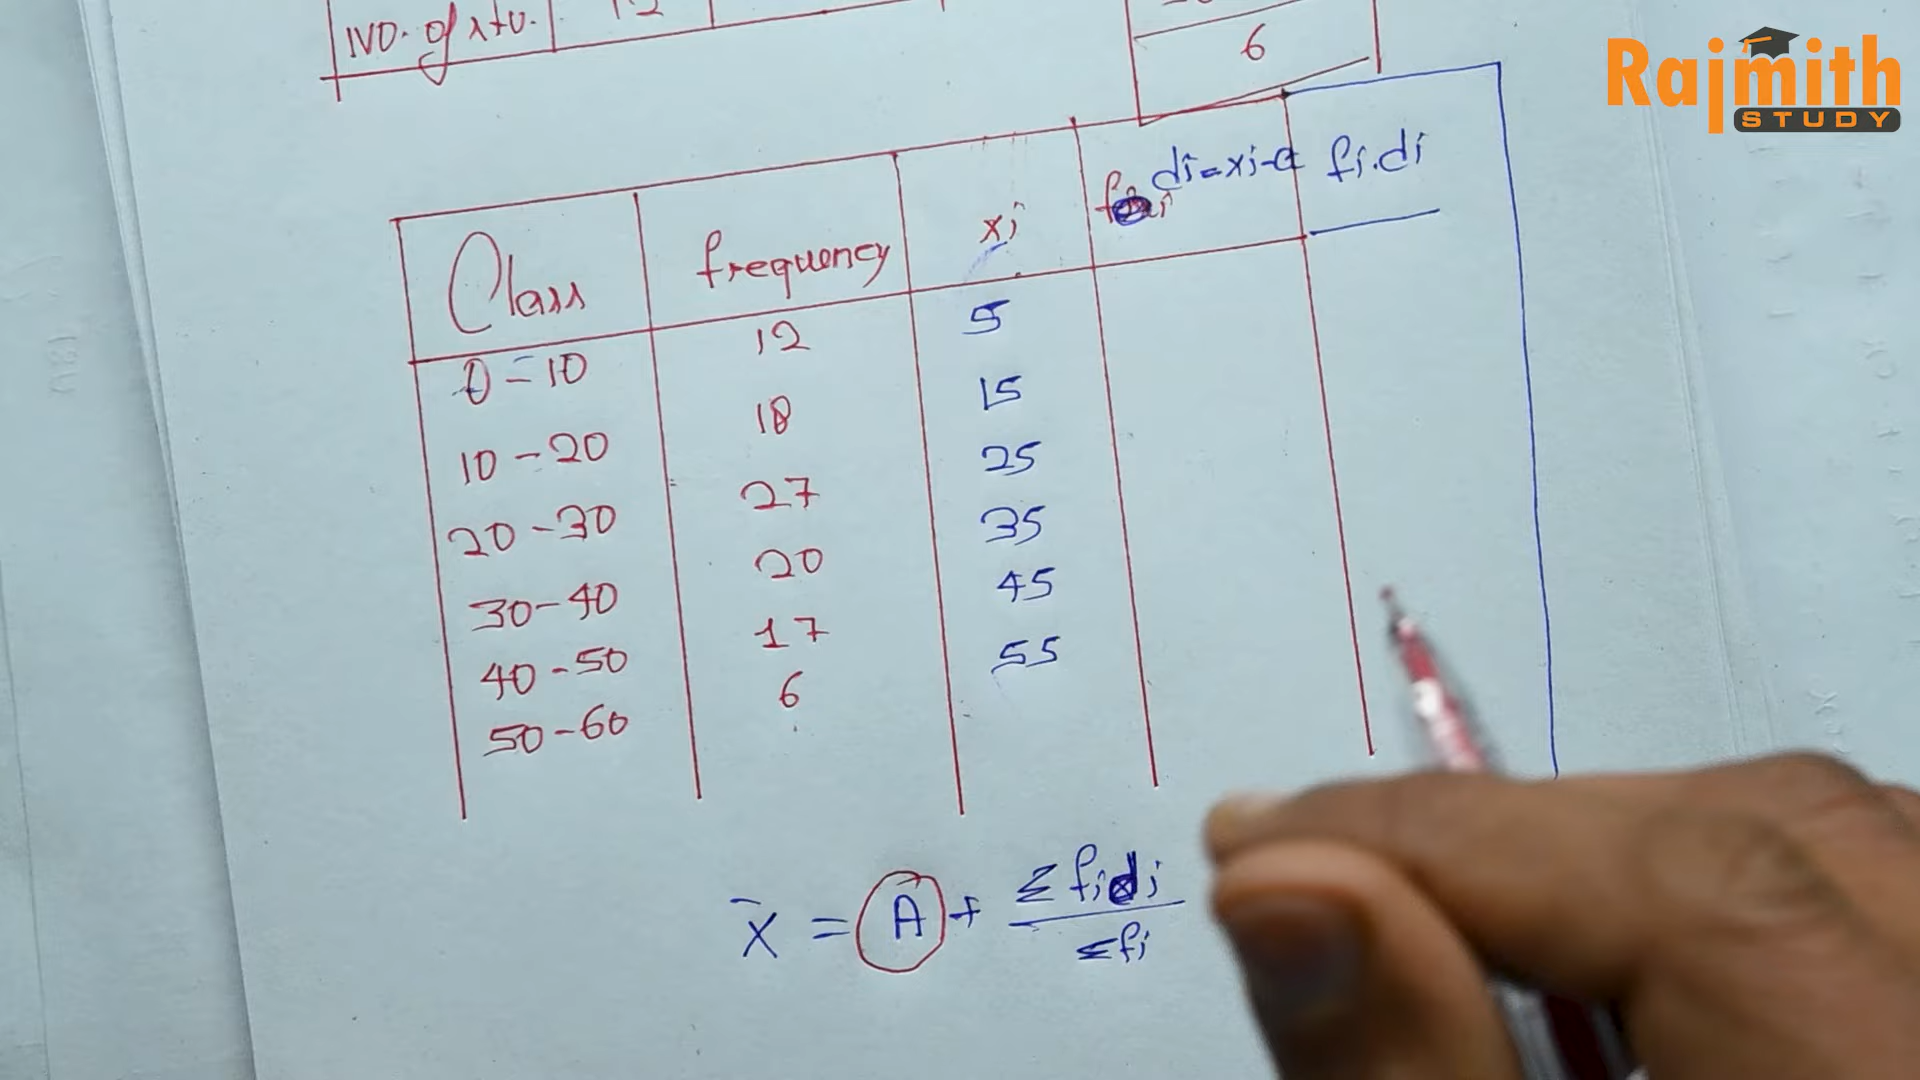 Rajmith
STUDY
No. of stu. 12
6
Class frequency xi di=xi-a fi.di
0-10 12 5
10-20 18 15
20-30 27 25
30-40 20 35
40-50 17 45
50-60 6 55
x̄ = A + Σfidi
Σfi